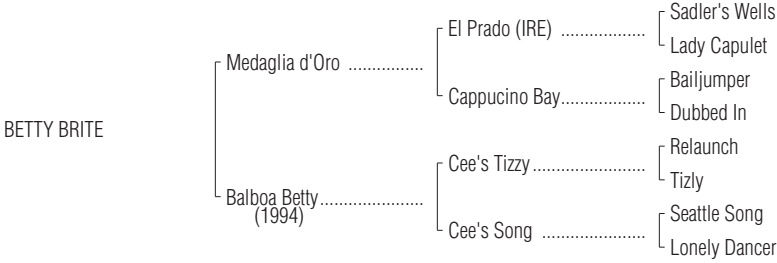 Sadler's Wells
El Prado (IRE) ..................
Lady Capulet
Medaglia d'Oro ................
Bailjumper
Cappucino Bay..................
Dubbed In
BETTY BRITE
Relaunch
Cee's Tizzy ........................
Tizly
Balboa Betty......................
(1994)
Seattle Song
Cee's Song ......................
Lonely Dancer